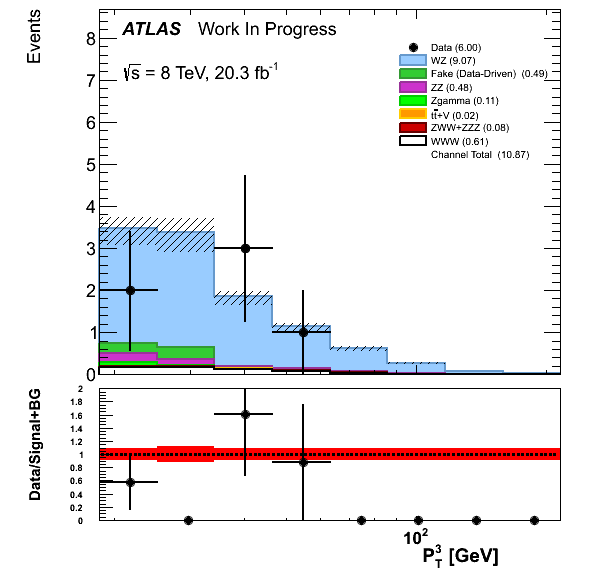 Events
ATLAS Work In Progress
√s = 8 TeV, 20.3 fb-1
Data (6.00)
WZ (9.07)
Fake (Data-Driven) (0.49)
ZZ (0.48)
Zgamma (0.11)
tt̄+V (0.02)
ZWW+ZZZ (0.08)
WWW (0.61)
Channel Total (10.87)
8
7
6
5
4
3
2
1
0
Data/Signal+BG
2
1.8
1.6
1.4
1.2
1
0.8
0.6
0.4
0.2
0
10²
P³T [GeV]